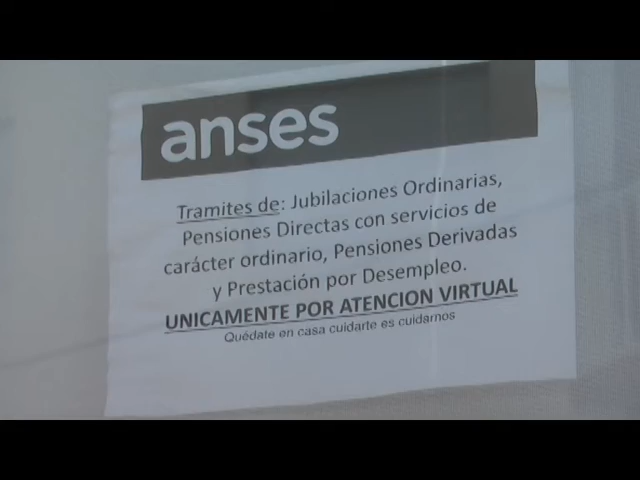 anses
Tramites de: Jubilaciones Ordinarias,
Pensiones Directas con servicios de
carácter ordinario, Pensiones Derivadas
y Prestación por Desempleo.
UNICAMENTE POR ATENCION VIRTUAL
Quédate en casa cuidarte es cuidarnos